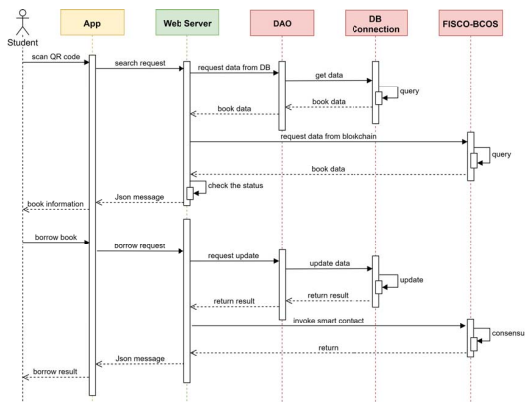 Student
App
Web Server
DAO
DB
Connection
FISCO-BCOS
scan QR code
search request
request data from DB
get data
query
book data
book data
request data from blockchain
query
book data
check the status
Json message
book information
borrow book
borrow request
request update
update data
update
return result
return result
invoke smart contact
consensu
return
Json message
borrow result